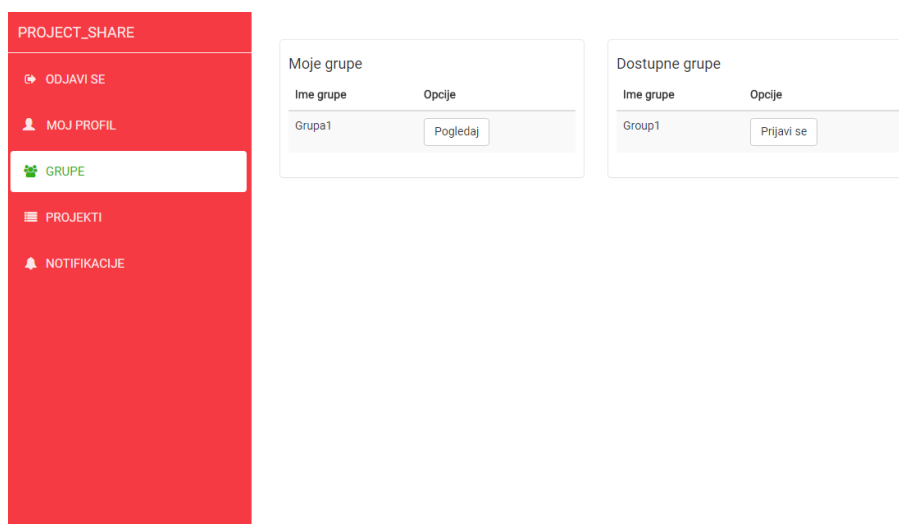 PROJECT_SHARE
ODJAVI SE
MOJ PROFIL
GRUPE
PROJEKTI
NOTIFIKACIJE
Moje grupe
Ime grupe Opcije
Grupa1 Pogledaj
Dostupne grupe
Ime grupe Opcije
Group1 Prijavi se